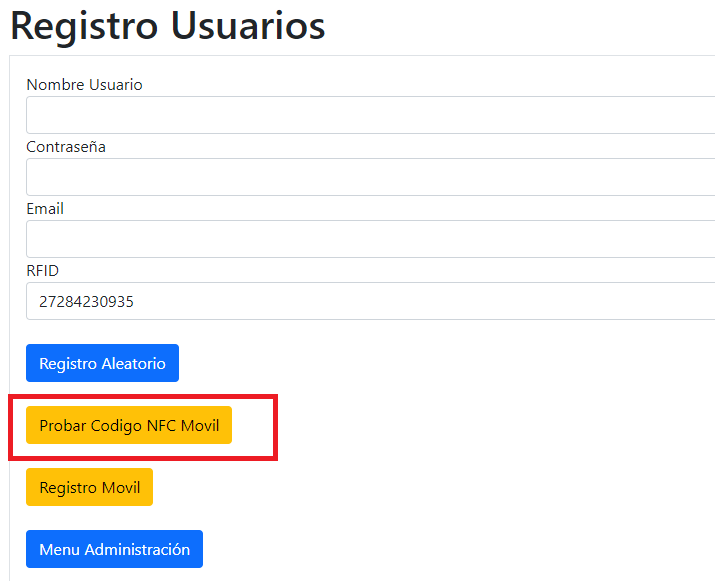 Registro Usuarios
Nombre Usuario
Contraseña
Email
RFID
27284230935
Registro Aleatorio
Probar Codigo NFC Movil
Registro Movil
Menu Administración